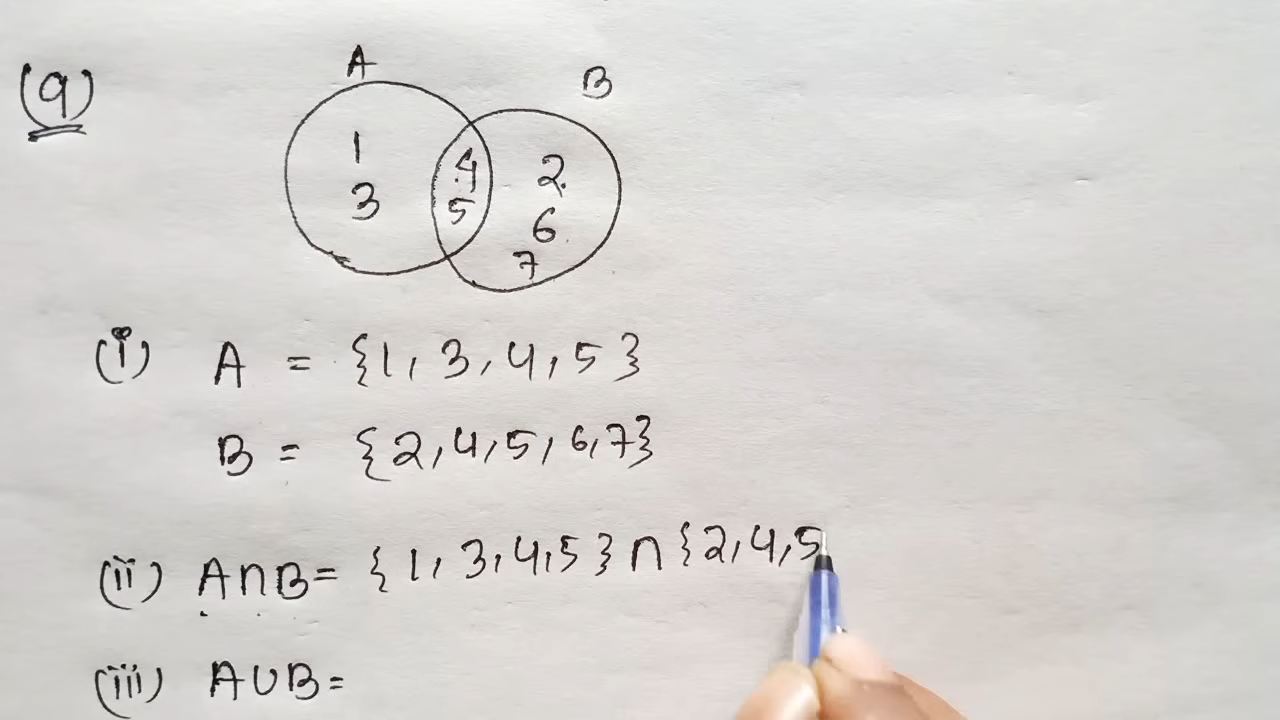 (9)
A
B
1
3
4
5
2
6
7
(i) A = {1, 3, 4, 5}
B = {2, 4, 5, 6, 7}
(ii) A∩B = {1, 3, 4, 5} ∩ {2, 4, 5
(iii) A∪B =